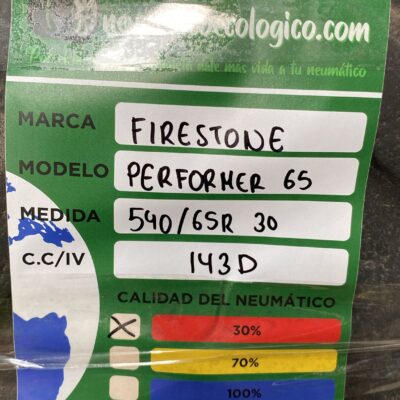 ecologico.com
dale más vida a tu neumático
MARCA FIRESTONE
MODELO PERFORMER 65
MEDIDA 540/65R 30
C.C/IV 143D
CALIDAD DEL NEUMÁTICO
30%
70%
100%